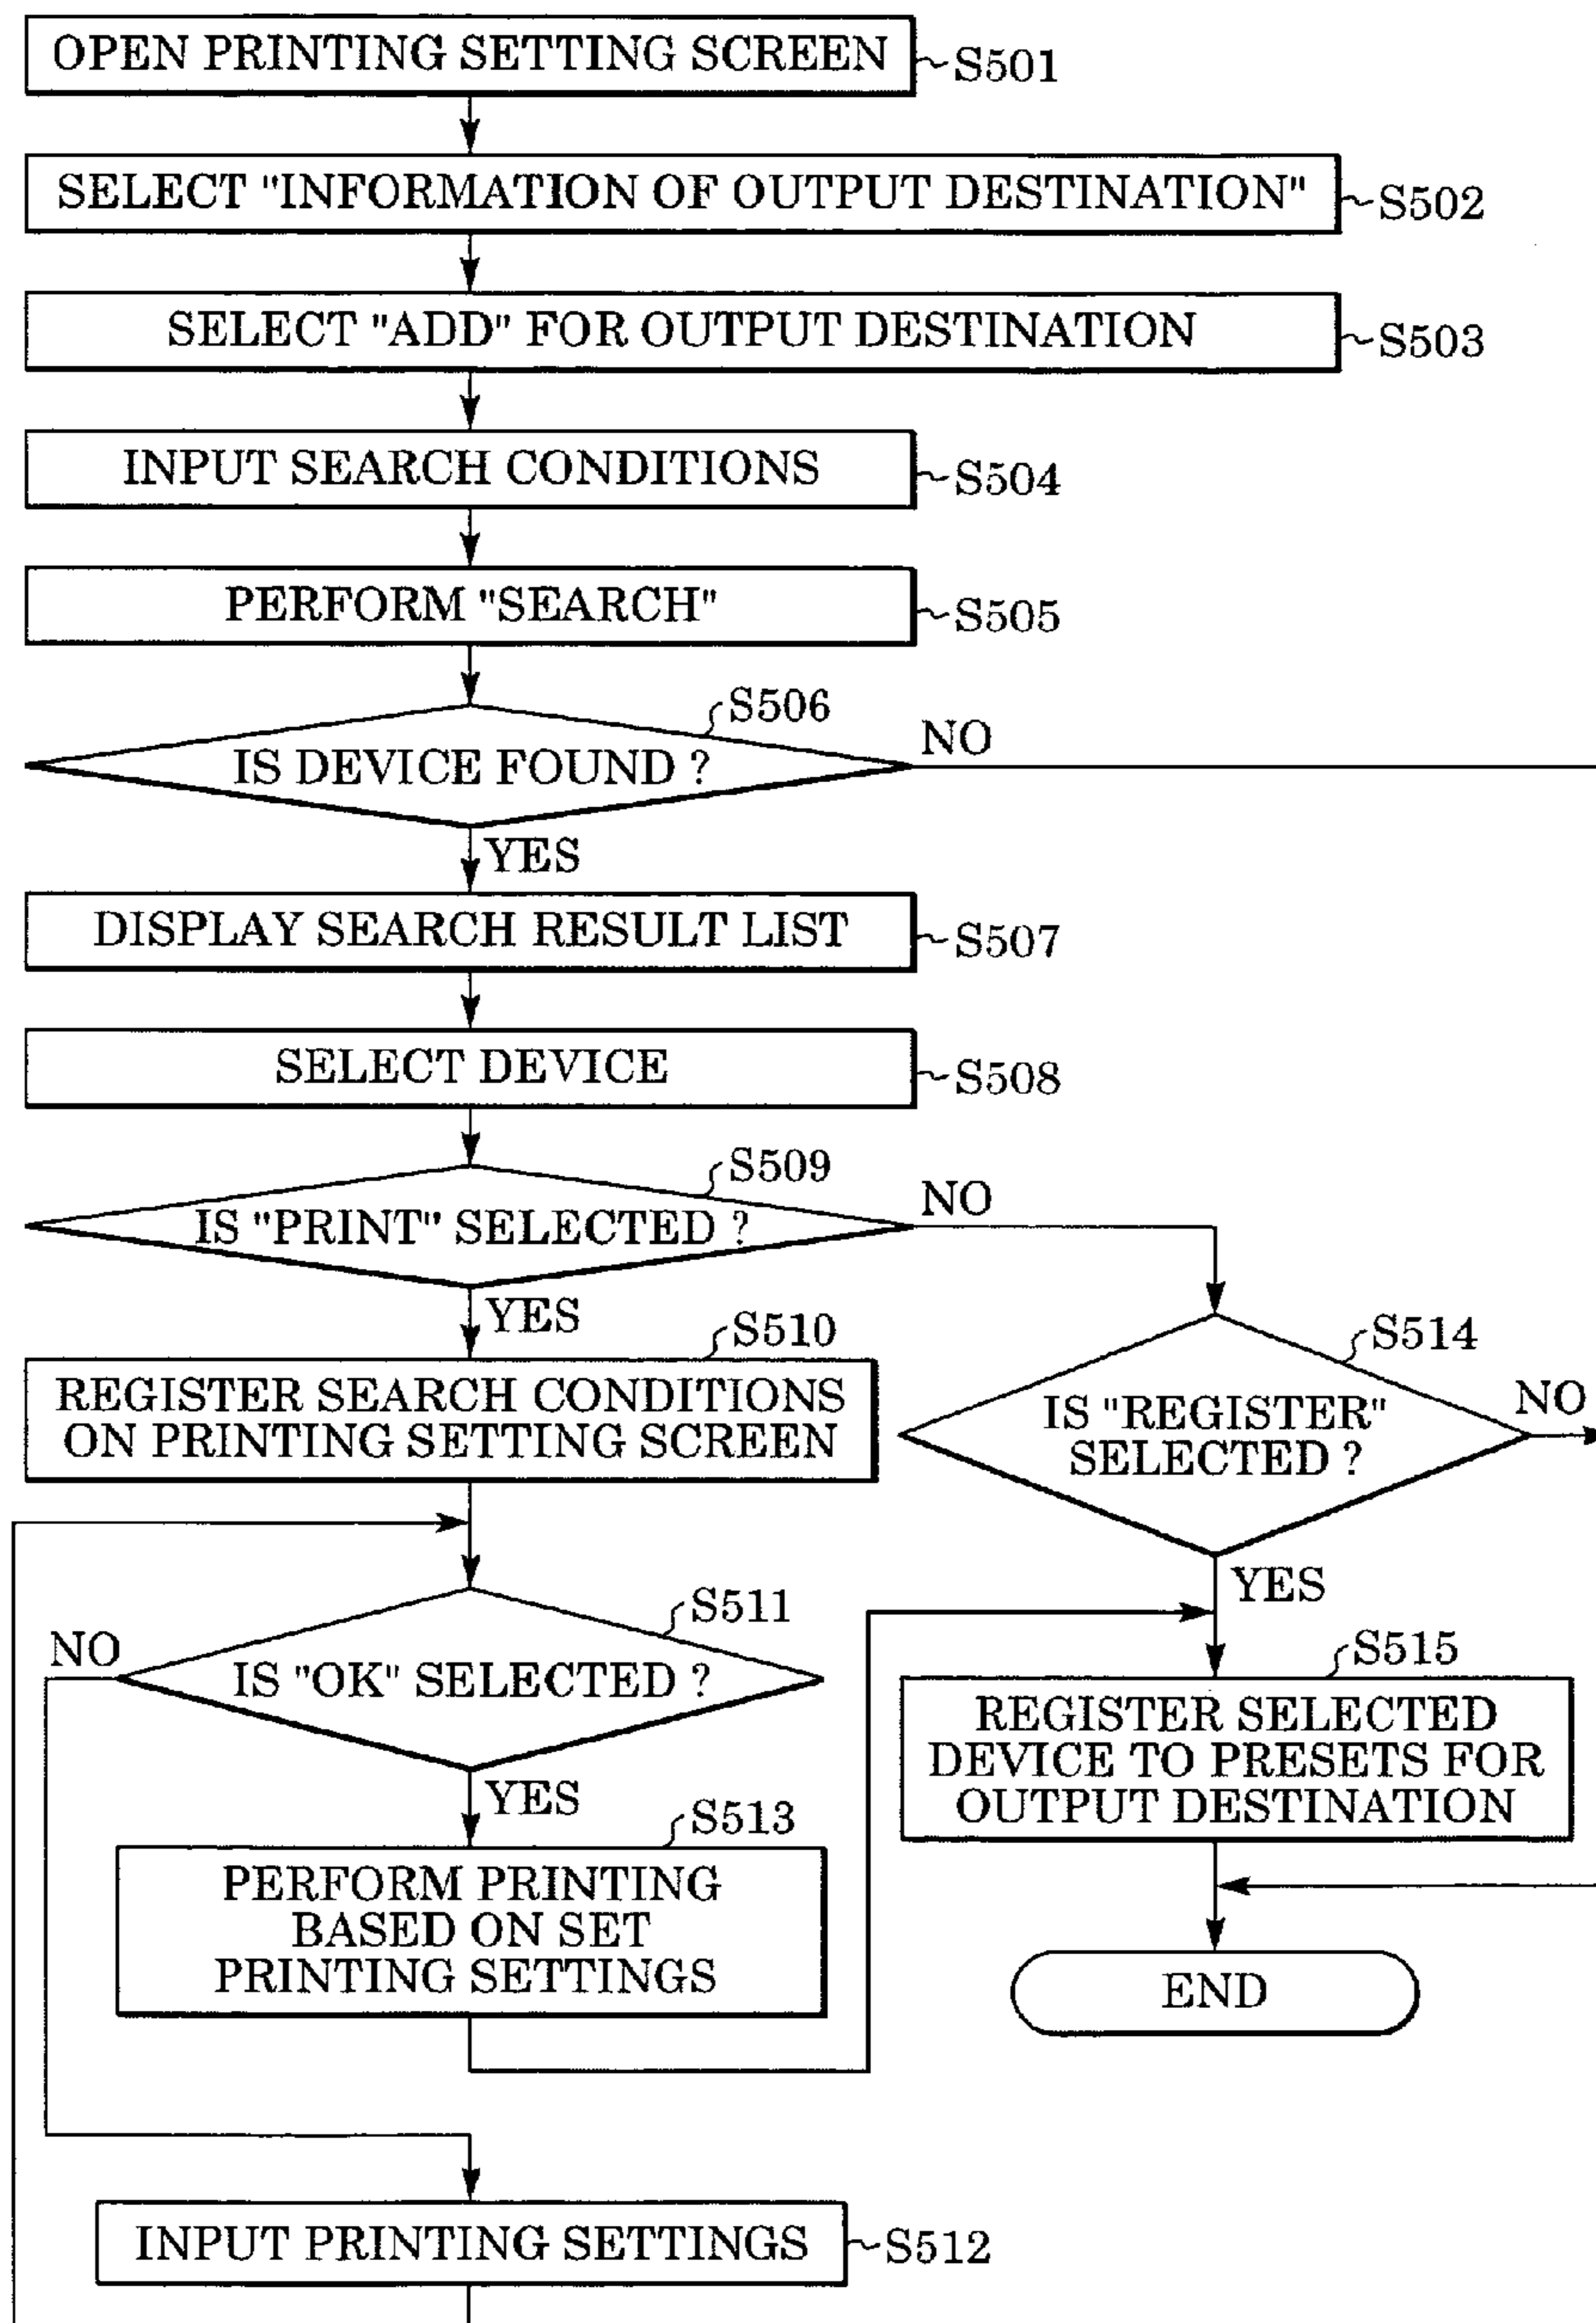 OPEN PRINTING SETTING SCREEN
S501
SELECT "INFORMATION OF OUTPUT DESTINATION"
S502
SELECT "ADD" FOR OUTPUT DESTINATION
S503
INPUT SEARCH CONDITIONS
S504
PERFORM "SEARCH"
S505
S506
IS DEVICE FOUND ?
NO
YES
DISPLAY SEARCH RESULT LIST
S507
SELECT DEVICE
S508
S509
IS "PRINT" SELECTED ?
NO
YES
S510
REGISTER SEARCH CONDITIONS
ON PRINTING SETTING SCREEN
S514
IS "REGISTER"
SELECTED ?
NO
YES
S511
IS "OK" SELECTED ?
NO
YES
S513
PERFORM PRINTING
BASED ON SET
PRINTING SETTINGS
S515
REGISTER SELECTED
DEVICE TO PRESETS FOR
OUTPUT DESTINATION
END
INPUT PRINTING SETTINGS
S512